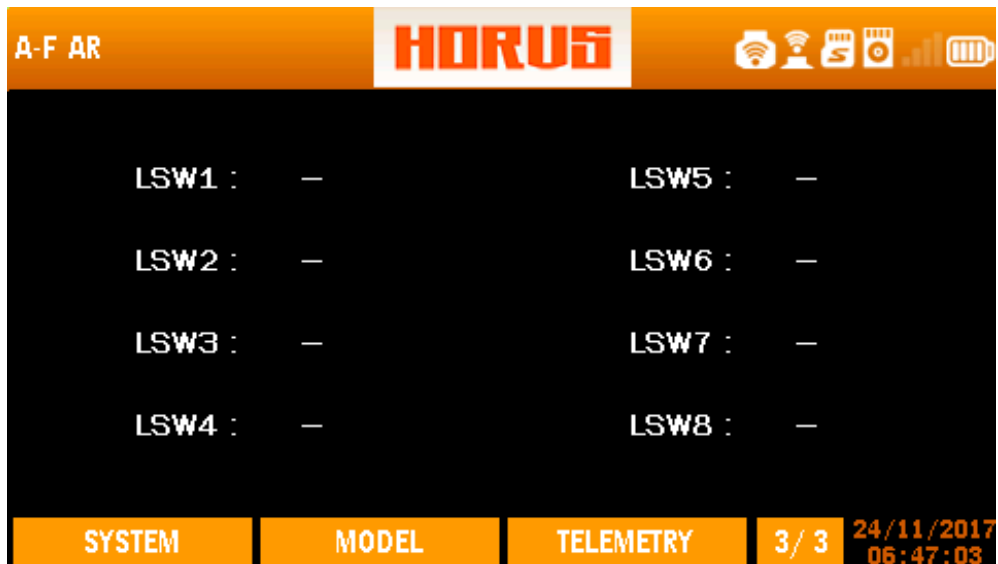 A-F AR
HORUS
LSW1 : –
LSW5 : –
LSW2 : –
LSW6 : –
LSW3 : –
LSW7 : –
LSW4 : –
LSW8 : –
SYSTEM
MODEL
TELEMETRY
3/ 3
24/11/2017
06:47:03